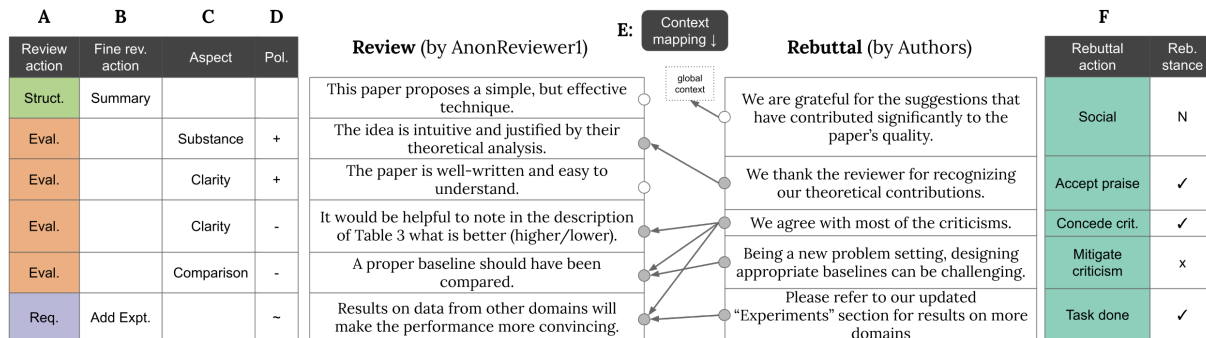 A B C D E: Context mapping ↓ F
Review (by AnonReviewer1) Rebuttal (by Authors)
Review action Fine rev. action Aspect Pol. Rebuttal action Reb. stance
global context
Struct. Summary
This paper proposes a simple, but effective
technique.
Eval. Substance +
The idea is intuitive and justified by their
theoretical analysis.
Eval. Clarity +
The paper is well-written and easy to
understand.
Eval. Clarity -
It would be helpful to note in the description
of Table 3 what is better (higher/lower).
Eval. Comparison -
A proper baseline should have been
compared.
Req. Add Expt. ~
Results on data from other domains will
make the performance more convincing.
We are grateful for the suggestions that
have contributed significantly to the
paper’s quality.
Social N
We thank the reviewer for recognizing
our theoretical contributions.
Accept praise ✓
We agree with most of the criticisms.
Concede crit. ✓
Being a new problem setting, designing
appropriate baselines can be challenging.
Mitigate
criticism x
Please refer to our updated
“Experiments” section for results on more
domains
Task done ✓